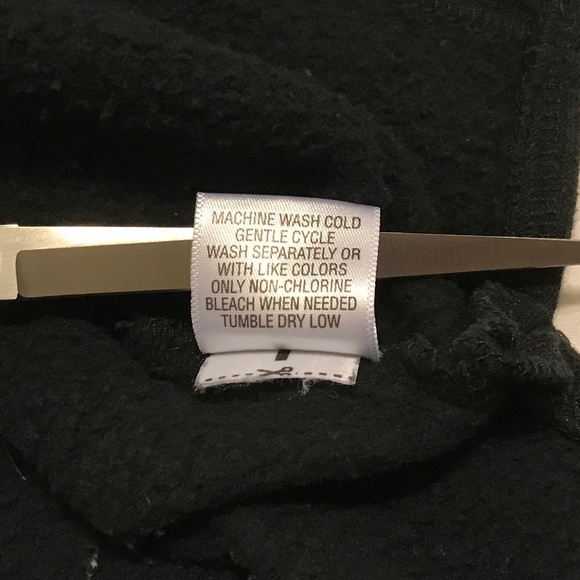 MACHINE WASH COLD
GENTLE CYCLE
WASH SEPARATELY OR
WITH LIKE COLORS
ONLY NON-CHLORINE
BLEACH WHEN NEEDED
TUMBLE DRY LOW